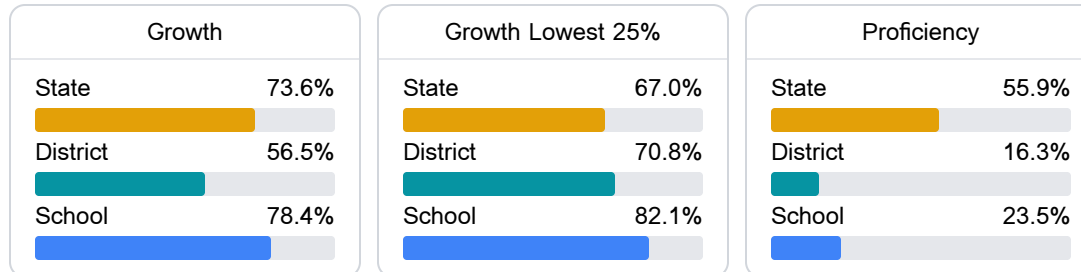 Growth
State 73.6%
District 56.5%
School 78.4%
Growth Lowest 25%
State 67.0%
District 70.8%
School 82.1%
Proficiency
State 55.9%
District 16.3%
School 23.5%